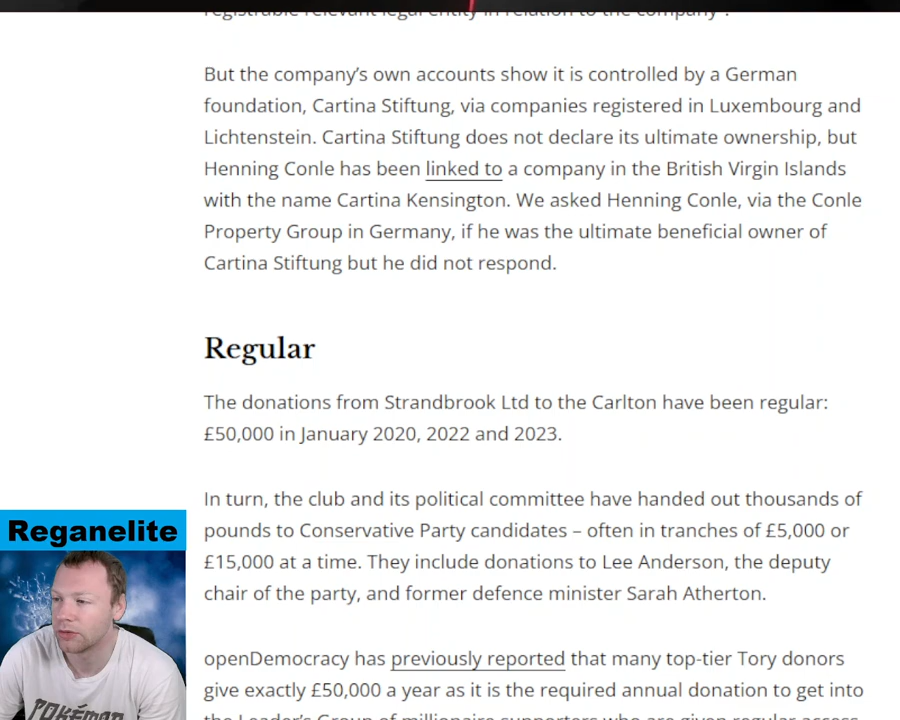 registrable relevant legal entity in relation to the company".
But the company’s own accounts show it is controlled by a German
foundation, Cartina Stiftung, via companies registered in Luxembourg and
Lichtenstein. Cartina Stiftung does not declare its ultimate ownership, but
Henning Conle has been linked to a company in the British Virgin Islands
with the name Cartina Kensington. We asked Henning Conle, via the Conle
Property Group in Germany, if he was the ultimate beneficial owner of
Cartina Stiftung but he did not respond.
Regular
The donations from Strandbrook Ltd to the Carlton have been regular:
£50,000 in January 2020, 2022 and 2023.
In turn, the club and its political committee have handed out thousands of
pounds to Conservative Party candidates – often in tranches of £5,000 or
£15,000 at a time. They include donations to Lee Anderson, the deputy
chair of the party, and former defence minister Sarah Atherton.
openDemocracy has previously reported that many top-tier Tory donors
give exactly £50,000 a year as it is the required annual donation to get into
the Leader’s Group of millionaire supporters who are given regular access
Reganelite
POKéMON